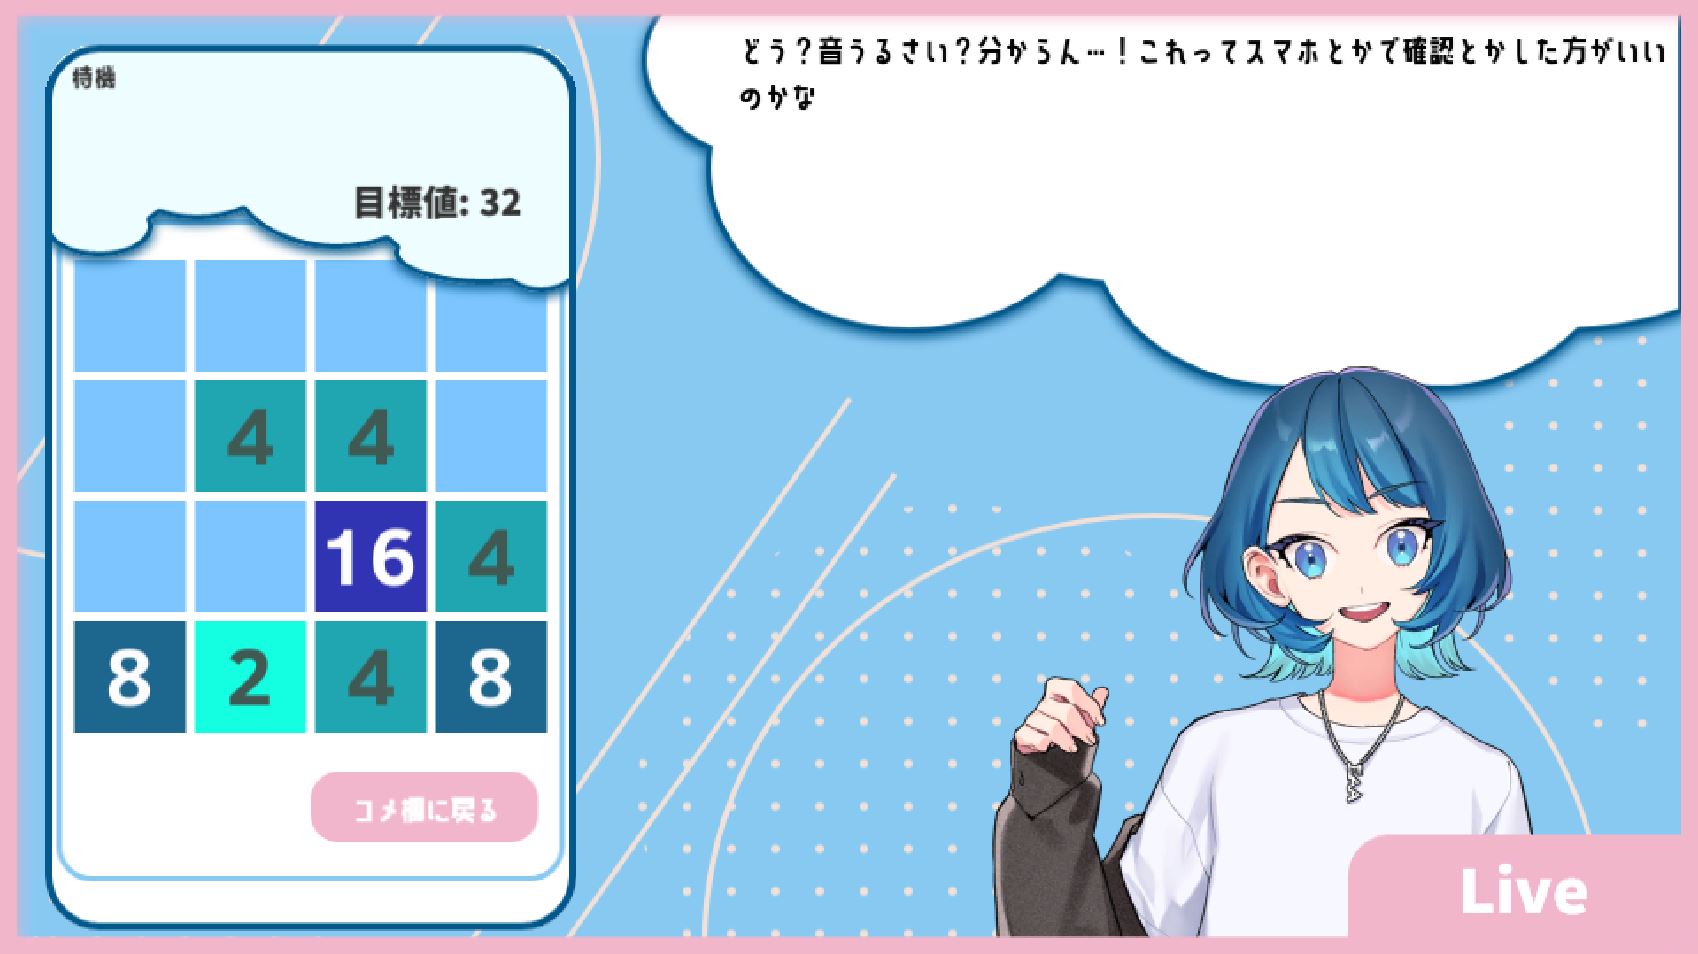 待機
目標値: 32
4 4
16 4
8 2 4 8
コメ欄に戻る
どう?音うるさい?分からん…!これってスマホとかで確認とかした方がいい
のかな
Live